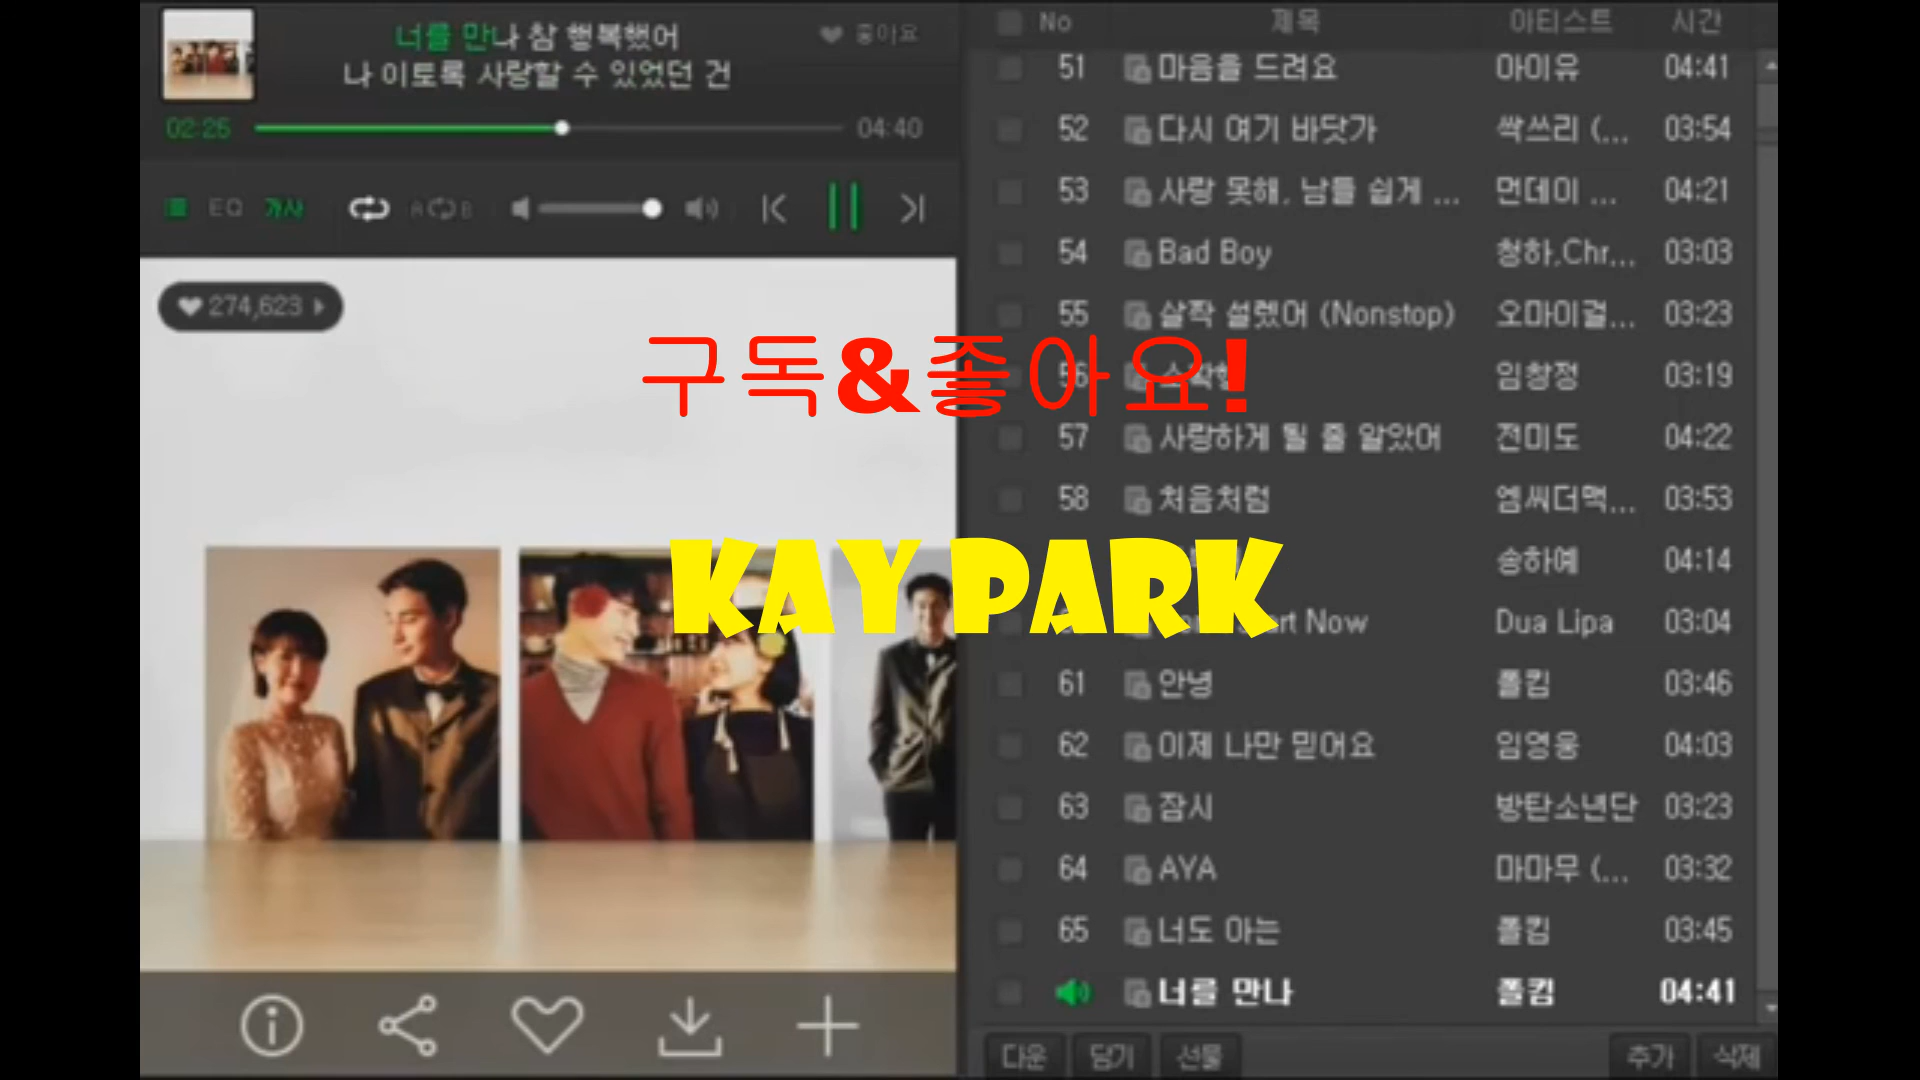 너를 만나 참 행복했어
나 이토록 사랑할 수 있었던 건
좋아요
02:25
04:40
EQ 가사
A B
274,623
구독&좋아요!
KAY PARK
No 제목 아티스트 시간
51 마음을 드려요 아이유 04:41
52 다시 여기 바닷가 싹쓰리 (... 03:54
53 사랑 못해, 남들 쉽게 ... 먼데이 ... 04:21
54 Bad Boy 청하,Chr... 03:03
55 살짝 설렜어 (Nonstop) 오마이걸... 03:23
56 임창정 03:19
57 사랑하게 될 줄 알았어 전미도 04:22
58 처음처럼 엠씨더맥... 03:53
송하예 04:14
Now Dua Lipa 03:04
61 안녕 폴킴 03:46
62 이제 나만 믿어요 임영웅 04:03
63 잠시 방탄소년단 03:23
64 AYA 마마무 (... 03:32
65 너도 아는 폴킴 03:45
너를 만나 폴킴 04:41
다운 담기 선물 추가 삭제